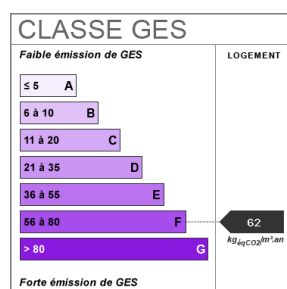 CLASSE GES
Faible émission de GES
LOGEMENT
≤ 5 A
6 à 10 B
11 à 20 C
21 à 35 D
36 à 55 E
56 à 80 F
62
> 80 G
kgéqCO2/m².an
Forte émission de GES